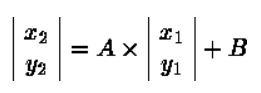 | x₂ | = A × | x₁ | + B
| y₂ |       | y₁ |